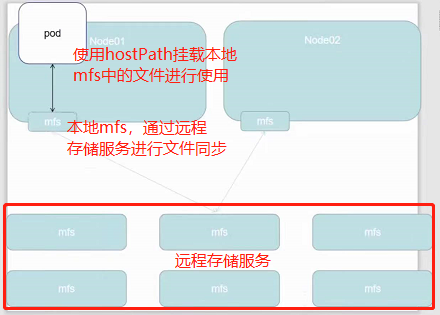 Node01
Node02
pod
使用hostPath挂载本地
mfs中的文件进行使用
mfs
mfs
本地mfs，通过远程
存储服务进行文件同步
mfs
mfs
mfs
远程存储服务
mfs
mfs
mfs